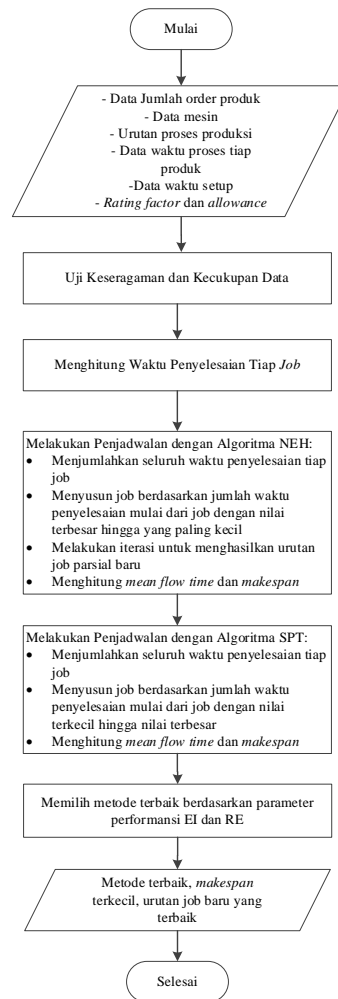 Mulai
- Data Jumlah order produk
- Data mesin
- Urutan proses produksi
- Data waktu proses tiap
produk
-Data waktu setup
- Rating factor dan allowance
Uji Keseragaman dan Kecukupan Data
Menghitung Waktu Penyelesaian Tiap Job
Melakukan Penjadwalan dengan Algoritma NEH:
• Menjumlahkan seluruh waktu penyelesaian tiap
job
• Menyusun job berdasarkan jumlah waktu
penyelesaian mulai dari job dengan nilai
terbesar hingga yang paling kecil
• Melakukan iterasi untuk menghasilkan urutan
job parsial baru
• Menghitung mean flow time dan makespan
Melakukan Penjadwalan dengan Algoritma SPT:
• Menjumlahkan seluruh waktu penyelesaian tiap
job
• Menyusun job berdasarkan jumlah waktu
penyelesaian mulai dari job dengan nilai
terkecil hingga nilai terbesar
• Menghitung mean flow time dan makespan
Memilih metode terbaik berdasarkan parameter
performansi EI dan RE
Metode terbaik, makespan
terkecil, urutan job baru yang
terbaik
Selesai